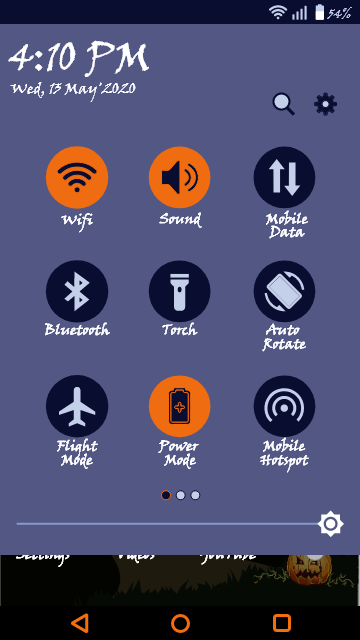 54%
4:10 PM
Wed, 13 May'2020
Wifi
Sound
Mobile
Data
Bluetooth
Torch
Auto
Rotate
Flight
Mode
Power
Mode
Mobile
Hotspot
Settings Videos YouTube